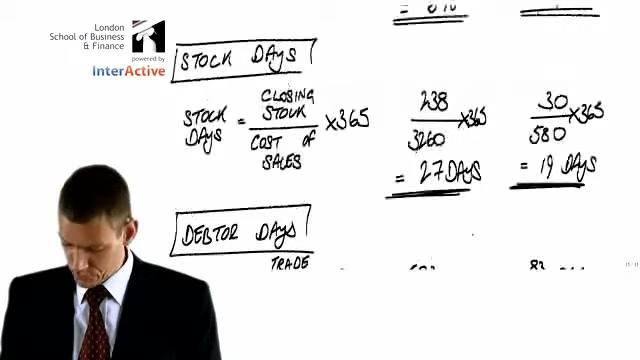 London
School of Business
& Finance
powered by
InterActive
STOCK DAYS
STOCK DAYS = CLOSING STOCK / COST OF SALES X365
238 / 3260 X365
= 27 DAYS
30 / 580 X365
= 19 DAYS
DEBTOR DAYS
TRADE